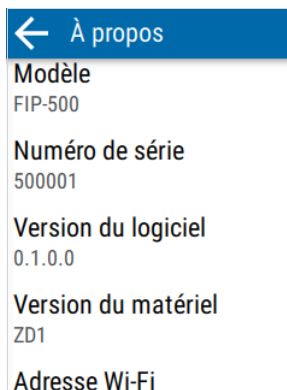 À propos
Modèle
FIP-500
Numéro de série
500001
Version du logiciel
0.1.0.0
Version du matériel
ZD1
Adresse Wi-Fi